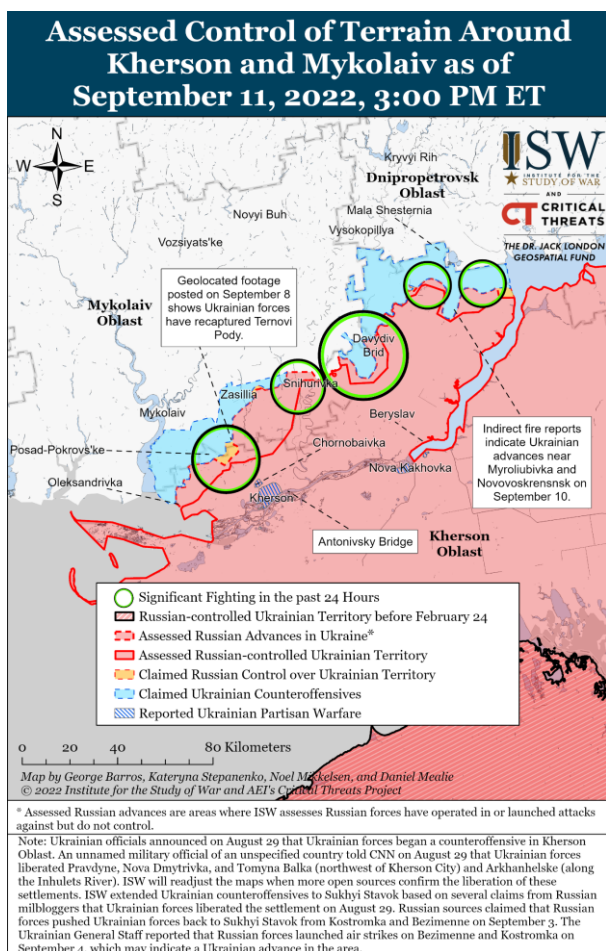 Assessed Control of Terrain Around
Kherson and Mykolaiv as of
September 11, 2022, 3:00 PM ET
N
W
E
S
ISW
INSTITUTE FOR THE
STUDY OF WAR
AND
CT CRITICAL
THREATS
THE DR. JACK LONDON
GEOSPATIAL FUND
Kryvyi Rih
Dnipropetrovsk
Oblast
Mala Shesternia
Novyi Buh
Vysokopillya
Vozsiyats'ke
Geolocated footage
posted on September 8
shows Ukrainian forces
have recaptured Ternovi
Pody.
Mykolaiv
Oblast
Davydiv
Brid
Snihurivka
Zasillia
Mykolaiv
Beryslav
Indirect fire reports
indicate Ukrainian
advances near
Myroliubivka and
Novovoskrensnsk on
September 10.
Posad-Pokrovs'ke
Chornobaivka
Nova Kakhovka
Oleksandrivka
Kherson
Kherson
Oblast
Antonivsky Bridge
Significant Fighting in the past 24 Hours
Russian-controlled Ukrainian Territory before February 24
Assessed Russian Advances in Ukraine*
Assessed Russian-controlled Ukrainian Territory
Claimed Russian Control over Ukrainian Territory
Claimed Ukrainian Counteroffensives
Reported Ukrainian Partisan Warfare
0 20 40 80 Kilometers
Map by George Barros, Kateryna Stepanenko, Noel Mikkelsen, and Daniel Mealie
© 2022 Institute for the Study of War and AEI's Critical Threats Project
* Assessed Russian advances are areas where ISW assesses Russian forces have operated in or launched attacks
against but do not control.
Note: Ukrainian officials announced on August 29 that Ukrainian forces began a counteroffensive in Kherson
Oblast. An unnamed military official of an unspecified country told CNN on August 29 that Ukrainian forces
liberated Pravdyne, Nova Dmytrivka, and Tomyna Balka (northwest of Kherson City) and Arkhanhelske (along
the Inhulets River). ISW will readjust the maps when more open sources confirm the liberation of these
settlements. ISW extended Ukrainian counteroffensives to Sukhyi Stavok based on several claims from Russian
milbloggers that Ukrainian forces liberated the settlement on August 29. Russian sources claimed that Russian
forces pushed Ukrainian forces back to Sukhyi Stavok from Kostromka and Bezimenne on September 3. The
Ukrainian General Staff reported that Russian forces launched air strikes on Bezimenne and Kostromka on
September 4, which may indicate a Ukrainian advance in the area.